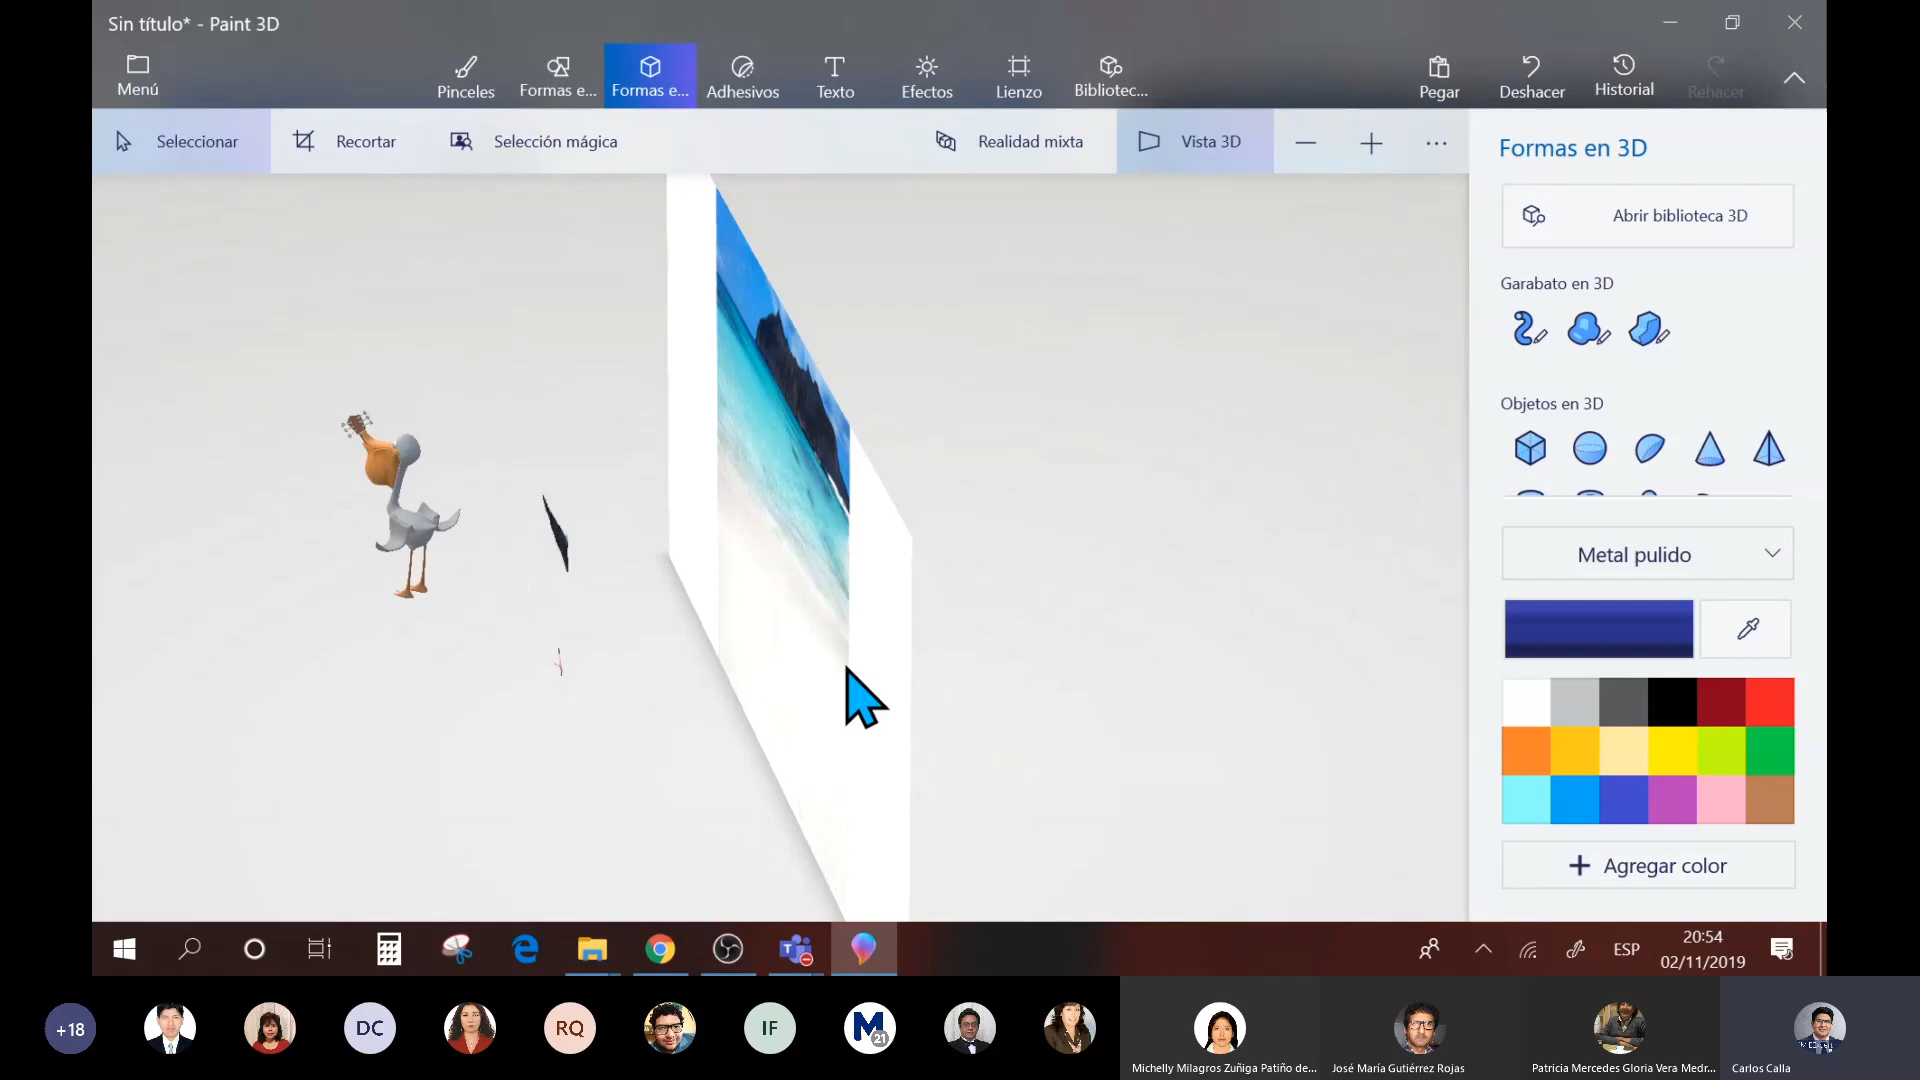 Sin título* - Paint 3D
Menú
Pinceles
Formas e...
Formas e...
Adhesivos
Texto
Efectos
Lienzo
Bibliotec...
Pegar
Deshacer
Historial
Rehacer
Seleccionar
Recortar
Selección mágica
Realidad mixta
Vista 3D
Formas en 3D
Abrir biblioteca 3D
Garabato en 3D
Objetos en 3D
Metal pulido
Agregar color
ESP
20:54
02/11/2019
+18
DC
RQ
IF
M
21
Michelly Milagros Zuñiga Patiño de...
José María Gutiérrez Rojas
Patricia Mercedes Gloria Vera Medr...
Carlos Calla